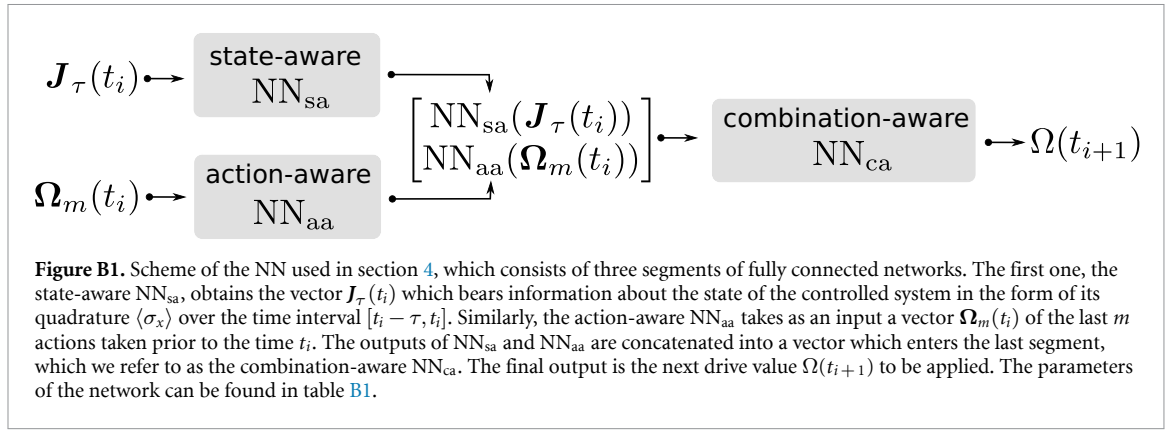 J_τ(t_i)
state-aware
NN_sa
Ω_m(t_i)
action-aware
NN_aa
[NN_sa(J_τ(t_i))
NN_aa(Ω_m(t_i))]
combination-aware
NN_ca
Ω(t_{i+1})
Figure B1. Scheme of the NN used in section 4, which consists of three segments of fully connected networks. The first one, the
state-aware NN_sa, obtains the vector J_τ(t_i) which bears information about the state of the controlled system in the form of its
quadrature ⟨σ_x⟩ over the time interval [t_i − τ, t_i]. Similarly, the action-aware NN_aa takes as an input a vector Ω_m(t_i) of the last m
actions taken prior to the time t_i. The outputs of NN_sa and NN_aa are concatenated into a vector which enters the last segment,
which we refer to as the combination-aware NN_ca. The final output is the next drive value Ω(t_{i+1}) to be applied. The parameters
of the network can be found in table B1.